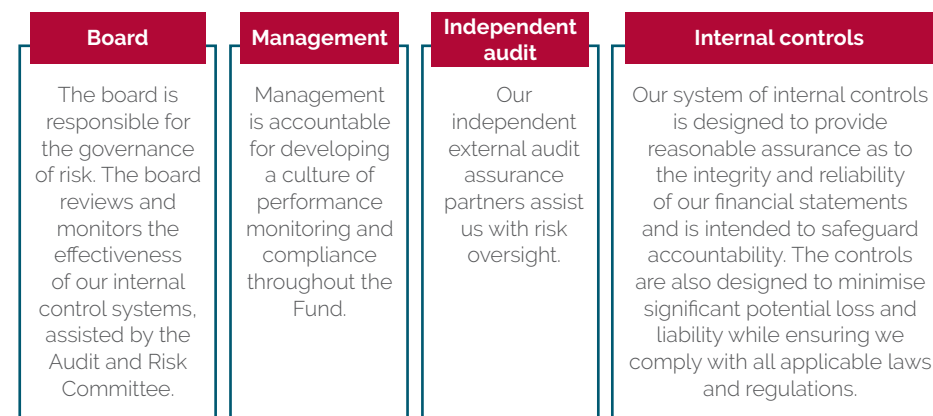 Board
The board is
responsible for
the governance
of risk. The board
reviews and
monitors the
effectiveness
of our internal
control systems,
assisted by the
Audit and Risk
Committee.
Management
Management
is accountable
for developing
a culture of
performance
monitoring and
compliance
throughout the
Fund.
Independent
audit
Our
independent
external audit
assurance
partners assist
us with risk
oversight.
Internal controls
Our system of internal controls
is designed to provide
reasonable assurance as to
the integrity and reliability
of our financial statements
and is intended to safeguard
accountability. The controls
are also designed to minimise
significant potential loss and
liability while ensuring we
comply with all applicable laws
and regulations.